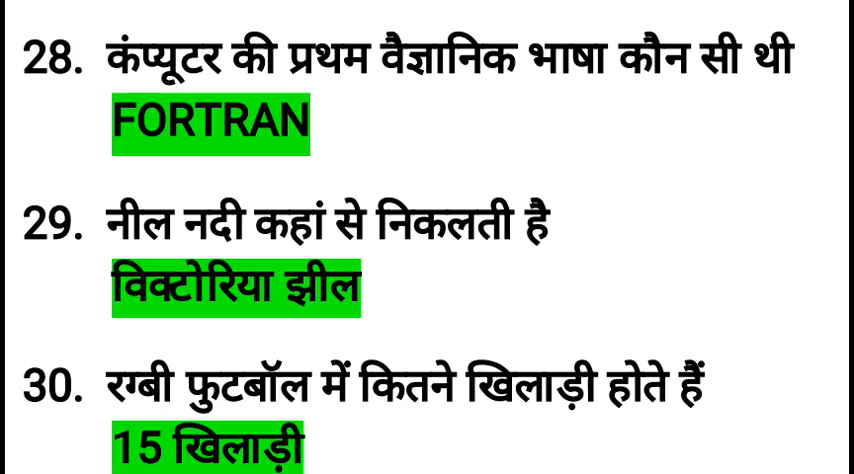 28. कंप्यूटर की प्रथम वैज्ञानिक भाषा कौन सी थी
FORTRAN
29. नील नदी कहां से निकलती है
विक्टोरिया झील
30. रग्बी फुटबॉल में कितने खिलाड़ी होते हैं
15 खिलाड़ी